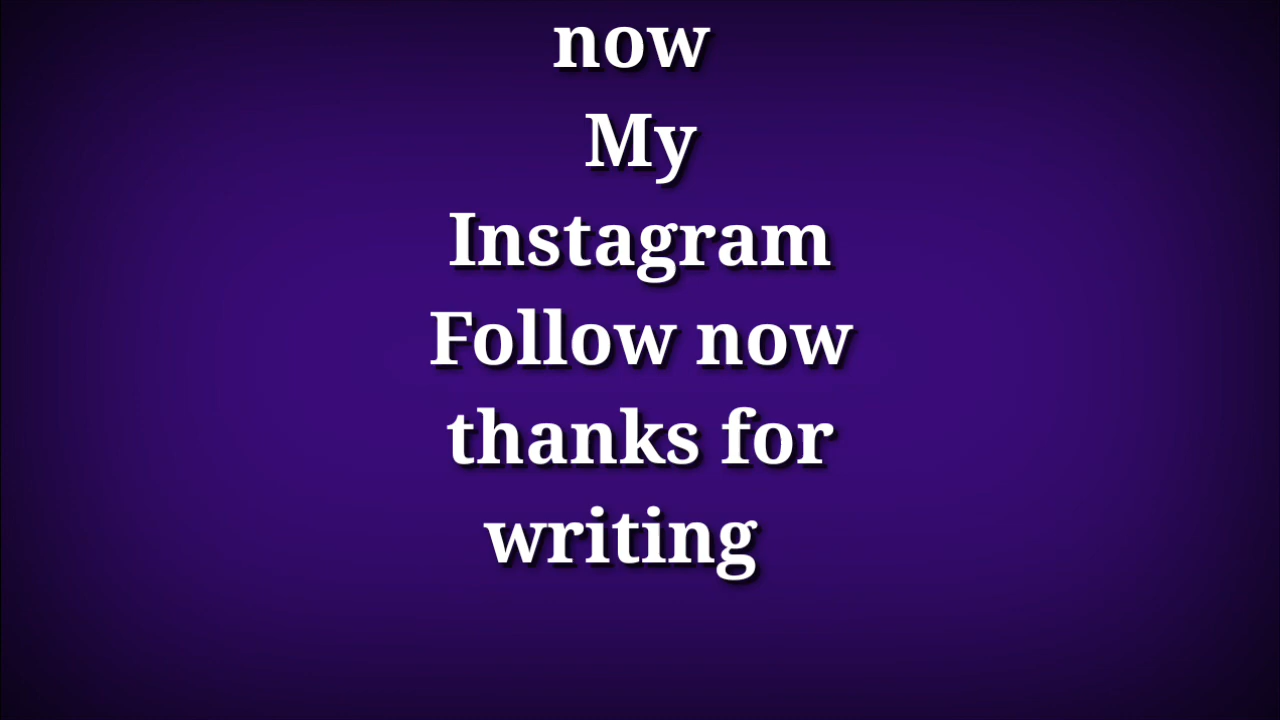 now
My
Instagram
Follow now
thanks for
writing